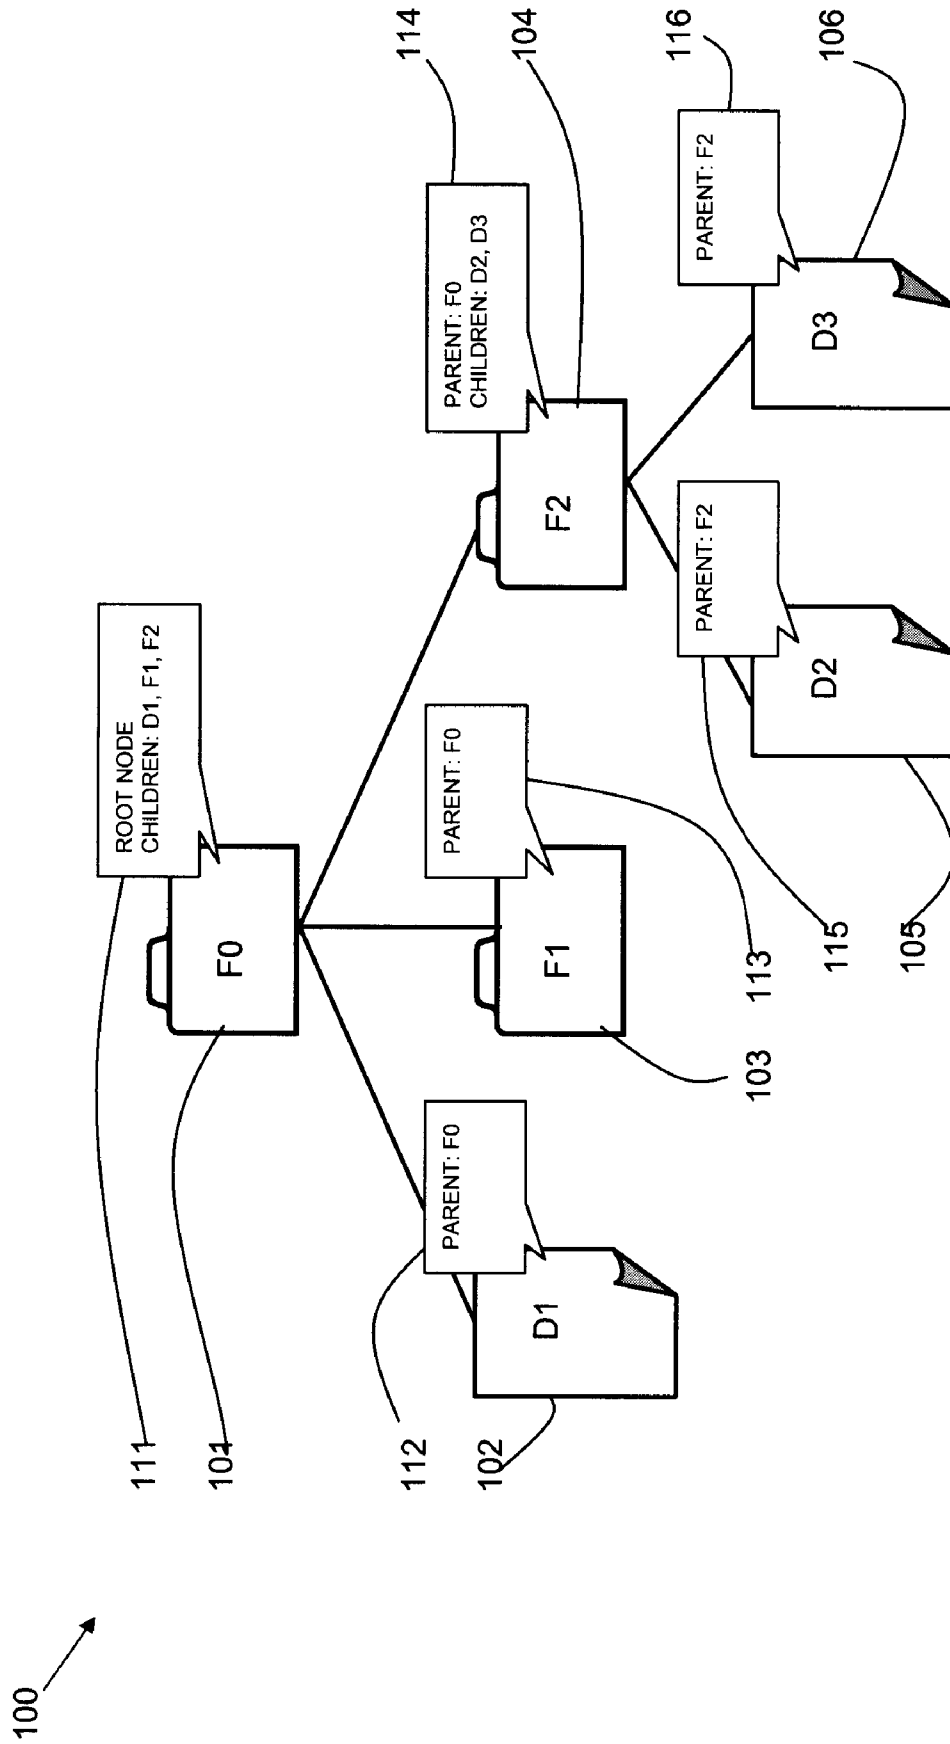 100
111
101
ROOT NODE
CHILDREN: D1, F1, F2
F0
112
102
PARENT: F0
D1
PARENT: F0
F1
103
113
PARENT: F0
CHILDREN: D2, D3
F2
114
104
PARENT: F2
D2
115
105
PARENT: F2
D3
116
106